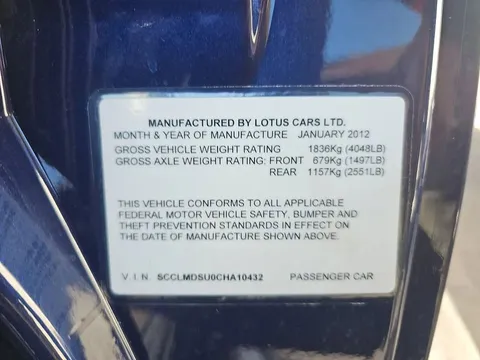 MANUFACTURED BY LOTUS CARS LTD.
MONTH & YEAR OF MANUFACTURE JANUARY 2012
GROSS VEHICLE WEIGHT RATING 1836Kg (4048LB)
GROSS AXLE WEIGHT RATING: FRONT 679Kg (1497LB)
REAR 1157Kg (2551LB)
THIS VEHICLE CONFORMS TO ALL APPLICABLE
FEDERAL MOTOR VEHICLE SAFETY, BUMPER AND
THEFT PREVENTION STANDARDS IN EFFECT ON
THE DATE OF MANUFACTURE SHOWN ABOVE.
V.I.N. SCCLMDSU0CHA10432 PASSENGER CAR